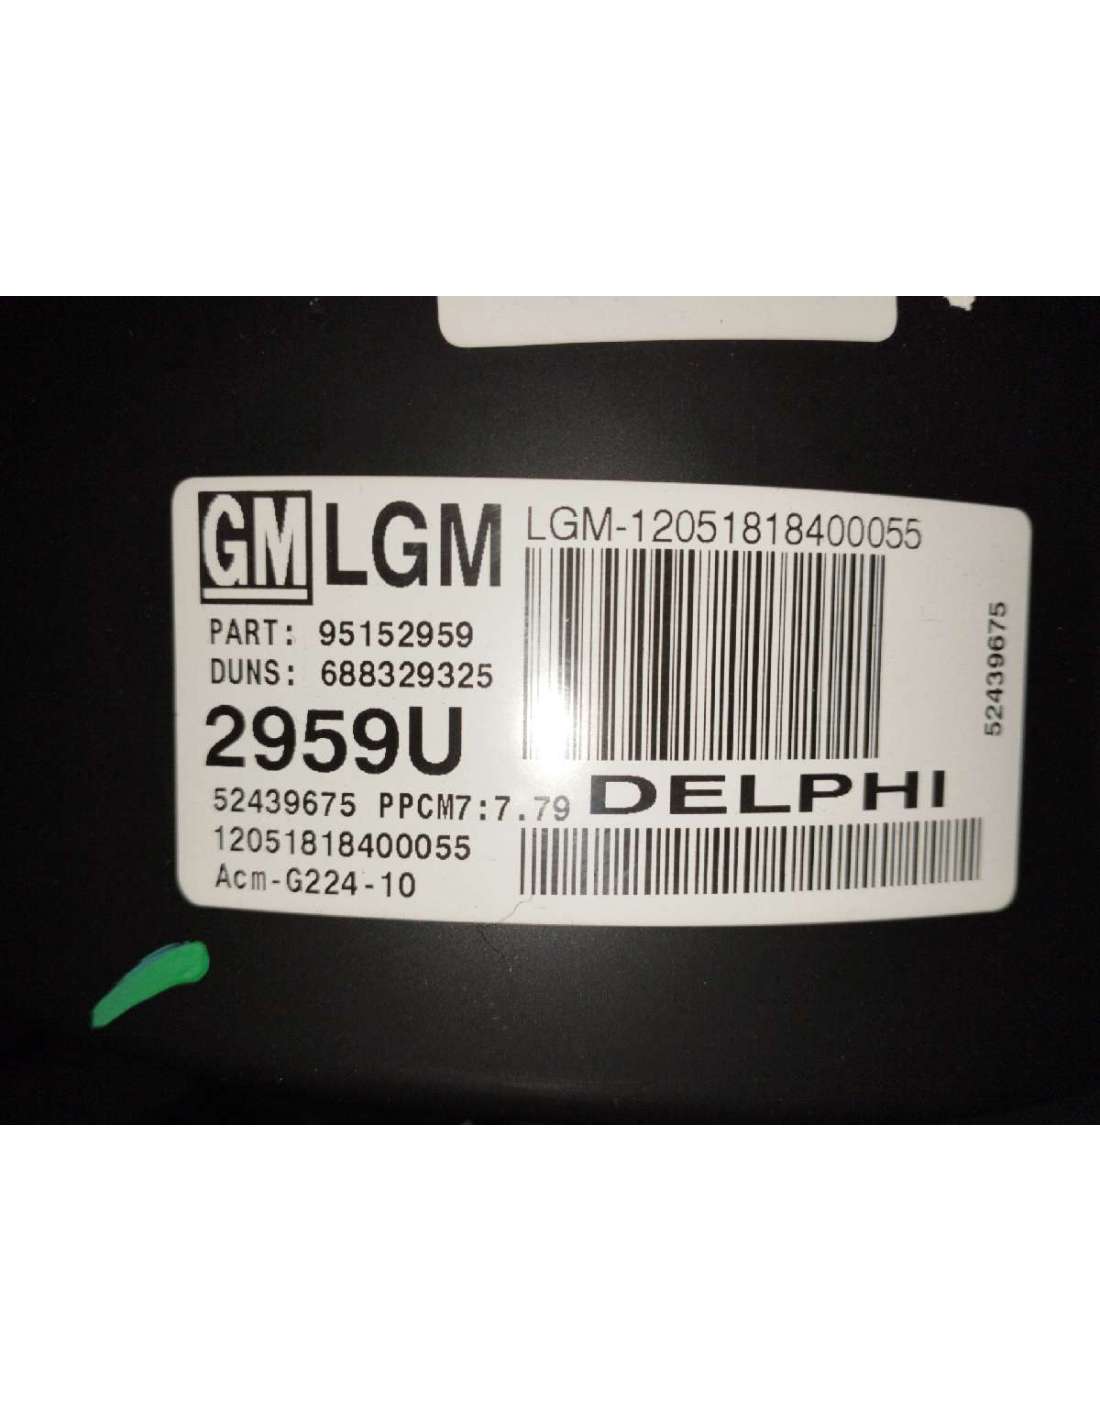 GM LGM
LGM-12051818400055
PART: 95152959
DUNS: 688329325
2959U
52439675 PPCM7:7.79
DELPHI
12051818400055
Acm-G224-10
52439675